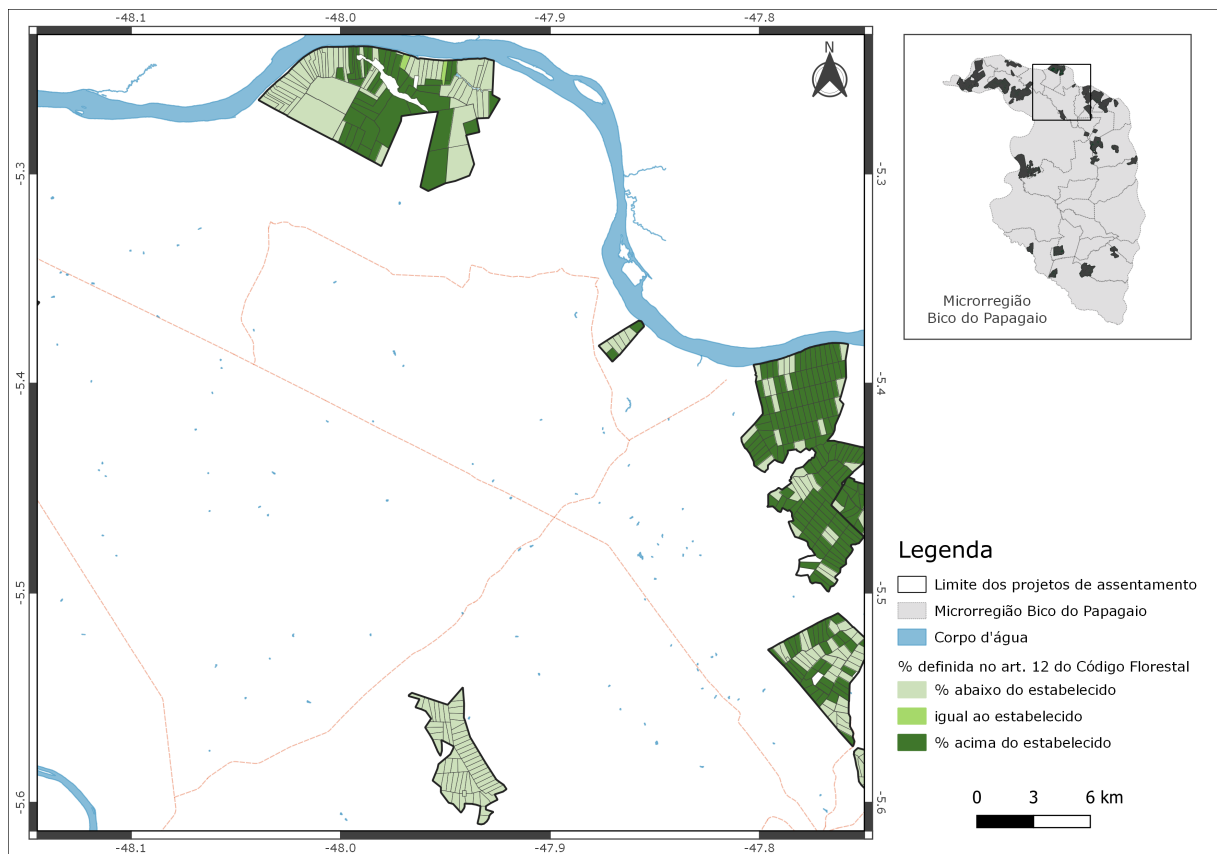 -48.1 -48.0 -47.9 -47.8
-5.3 -5.3
-5.4 -5.4
-5.5 -5.5
-5.6 -5.6
-48.1 -48.0 -47.9 -47.8
N
Microrregião
Bico do Papagaio
Legenda
Limite dos projetos de assentamento
Microrregião Bico do Papagaio
Corpo d'água
% definida no art. 12 do Código Florestal
% abaixo do estabelecido
igual ao estabelecido
% acima do estabelecido
0 3 6 km